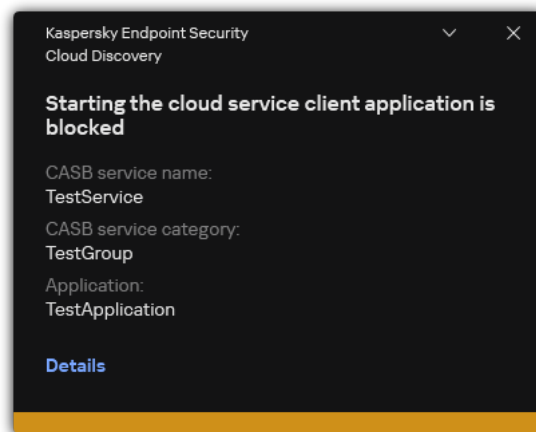 Kaspersky Endpoint Security
Cloud Discovery
Starting the cloud service client application is
blocked
CASB service name:
TestService
CASB service category:
TestGroup
Application:
TestApplication
Details